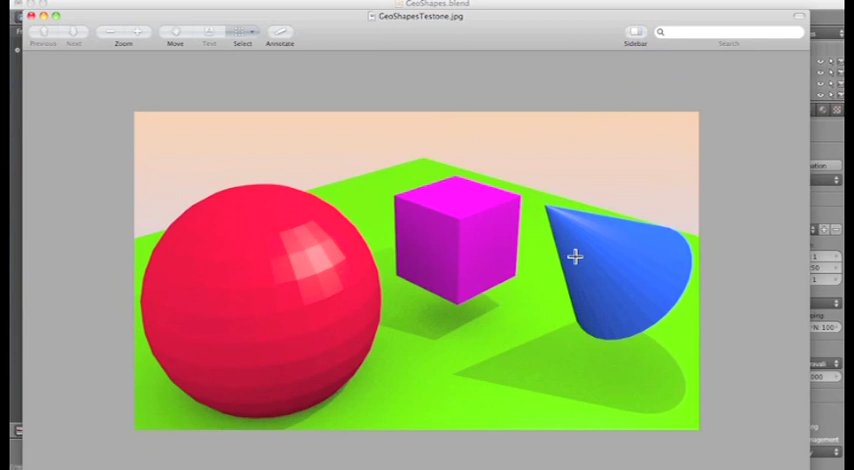 GeoShapes.blend
GeoShapesTestone.jpg
Previous Next Zoom Move Text Select Annotate Sidebar Search